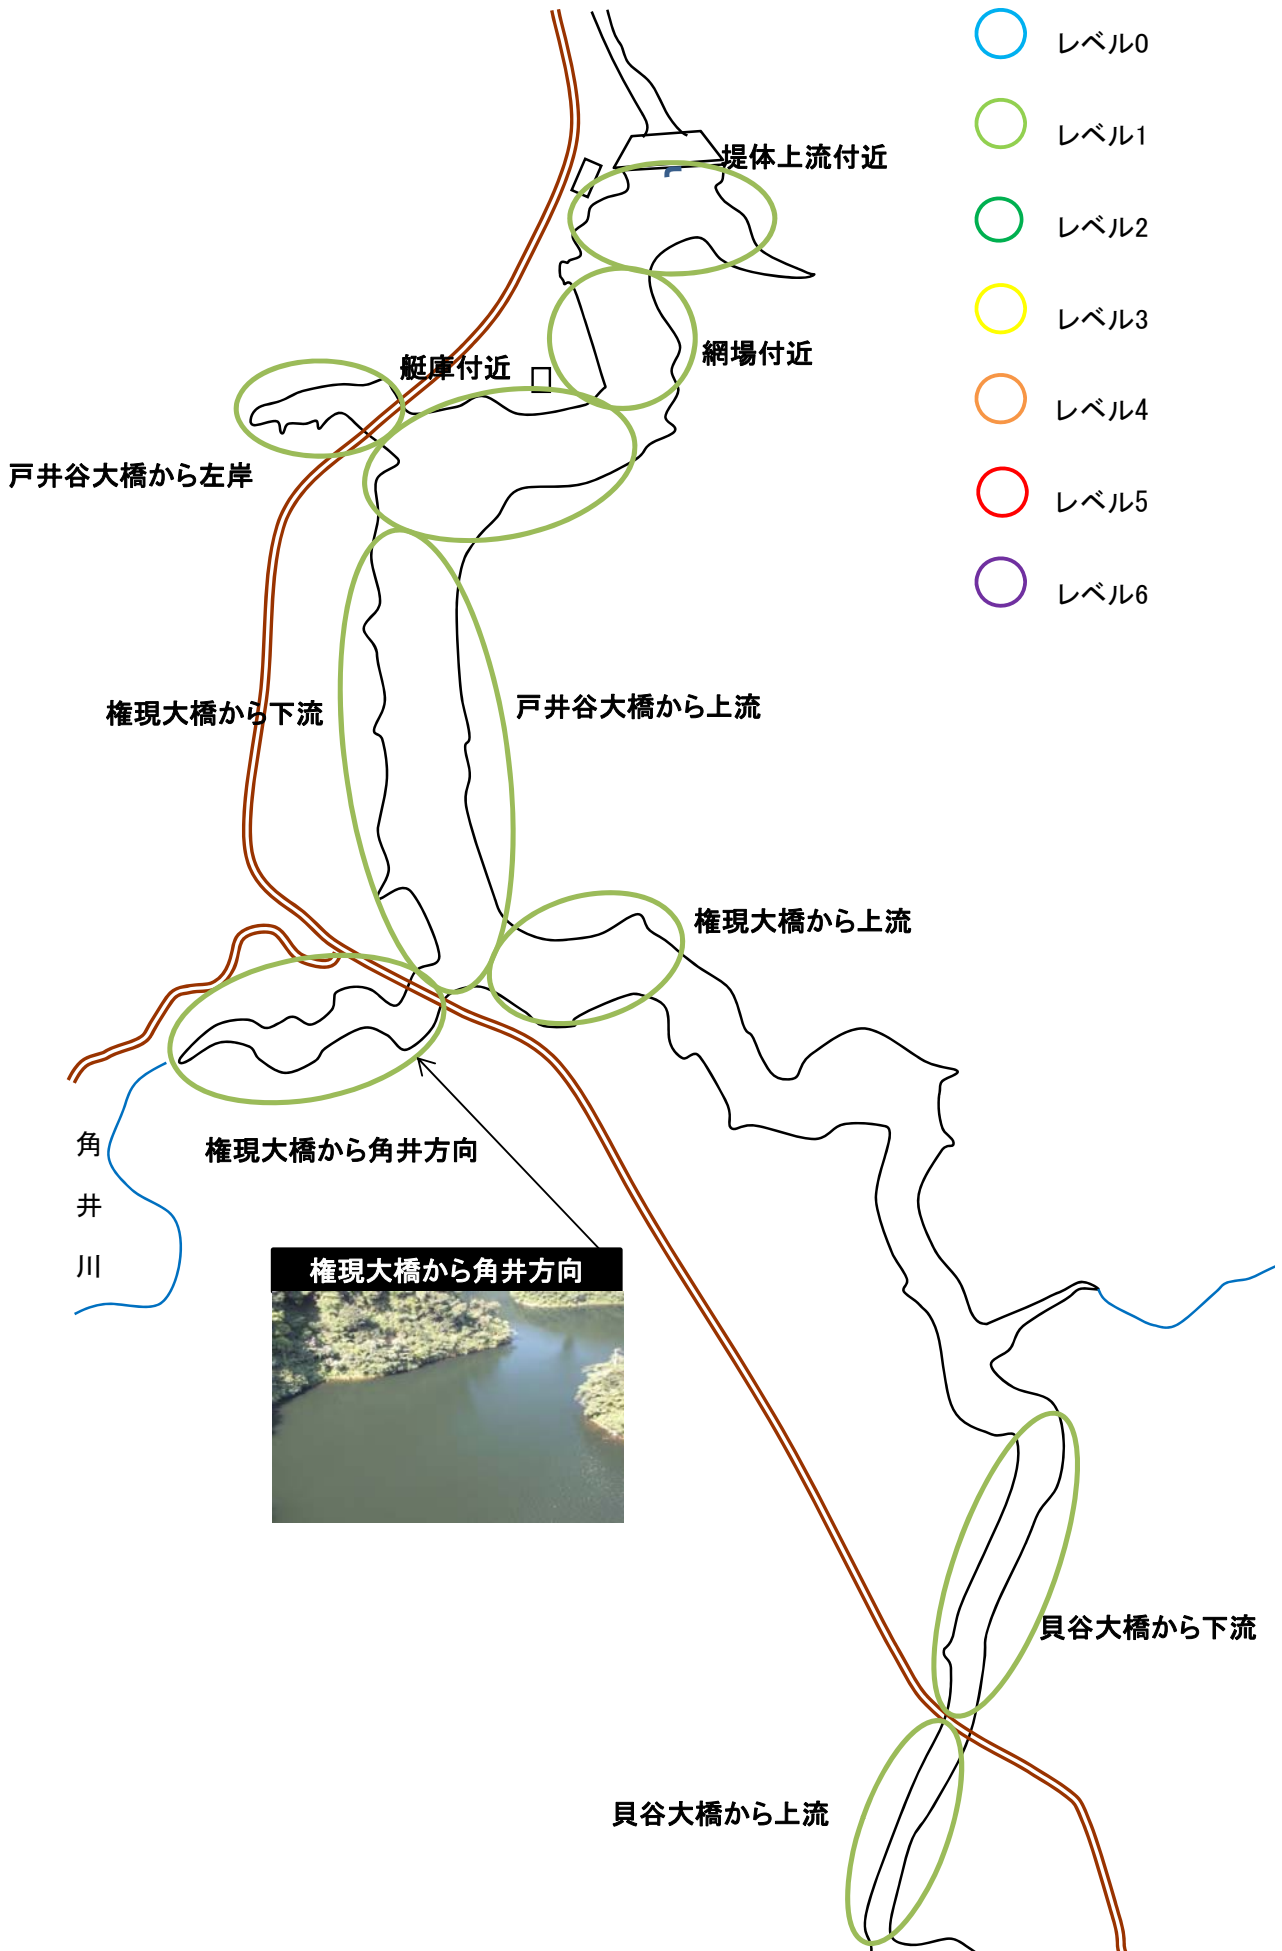 レベル0
レベル1
堤体上流付近
レベル2
レベル3
網場付近
艇庫付近
レベル4
戸井谷大橋から左岸
レベル5
レベル6
権現大橋から下流
戸井谷大橋から上流
権現大橋から上流
角井川
権現大橋から角井方向
権現大橋から角井方向
貝谷大橋から下流
貝谷大橋から上流